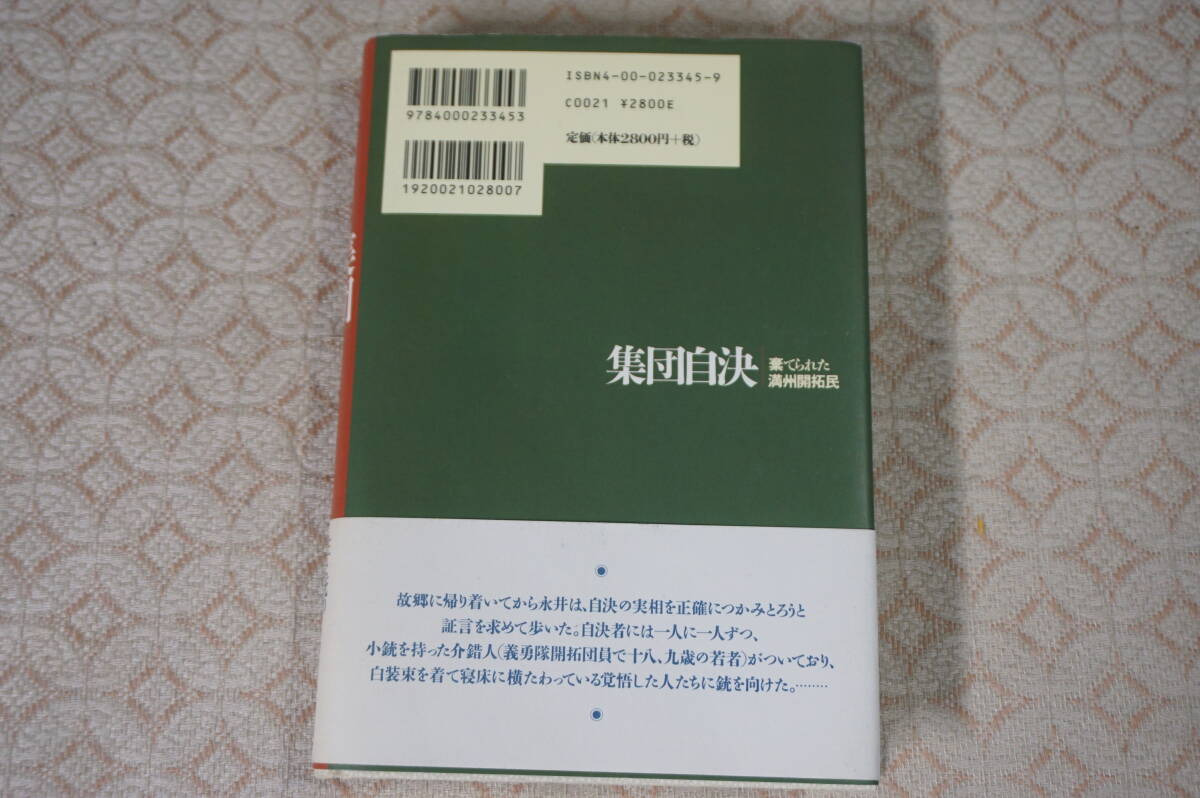 ISBN4-00-023345-9
9784000233453
C0021 ¥2800E
定価(本体2800円+税)
1920021028007
集団自決
棄てられた
満州開拓民
故郷に帰り着いてから永井は、自決の実相を正確につかみとろうと
証言を求めて歩いた。自決者には一人に一人ずつ、
小銃を持った介錯人(義勇隊開拓団員で十八、九歳の若者)がついており、
白装束を着て寝床に横たわっている覚悟した人たちに銃を向けた。………